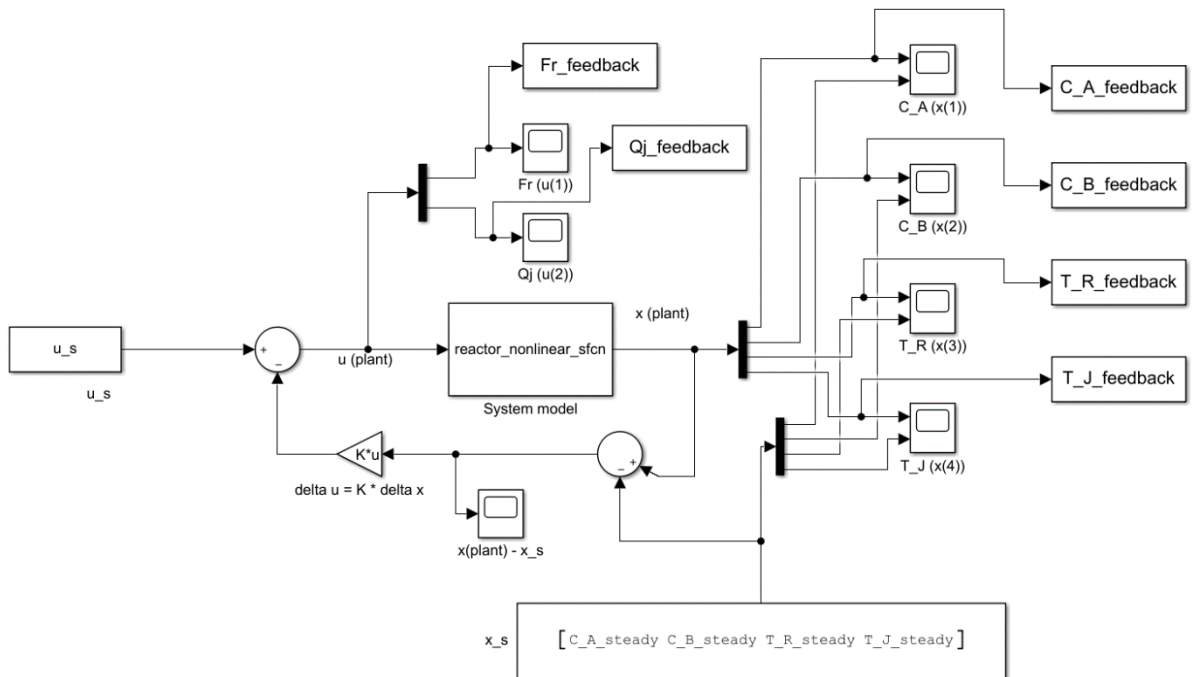 Fr_feedback
C_A_feedback
C_A (x(1))
Qj_feedback
Fr (u(1))
C_B_feedback
C_B (x(2))
Qj (u(2))
T_R_feedback
x (plant)
u_s
+
−
u (plant)
reactor_nonlinear_sfcn
T_R (x(3))
u_s
System model
T_J_feedback
K*u
+
−
T_J (x(4))
delta u = K * delta x
x(plant) - x_s
x_s
[C_A_steady C_B_steady T_R_steady T_J_steady]